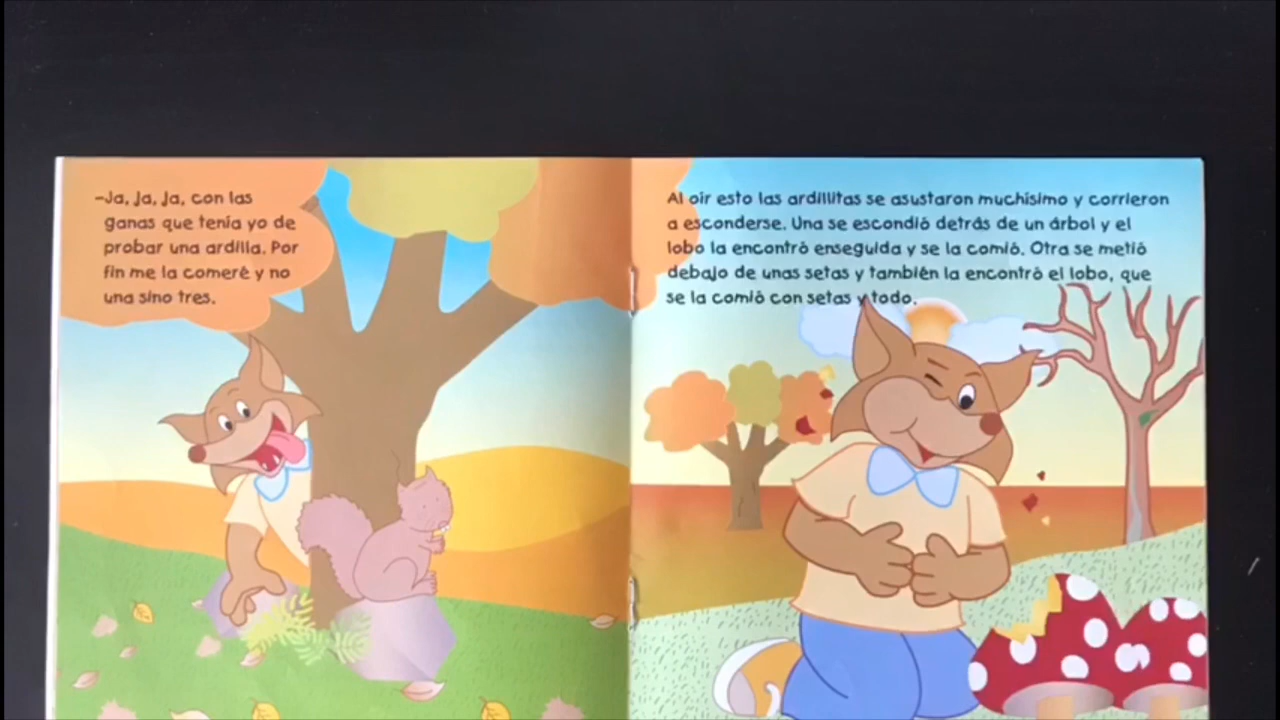 –Ja, Ja, Ja, con las
ganas que tenía yo de
probar una ardilla. Por
fin me la comeré y no
una sino tres.
Al oír esto las ardillitas se asustaron muchísimo y corrieron
a esconderse. Una se escondió detrás de un árbol y el
lobo la encontró enseguida y se la comió. Otra se metió
debajo de unas setas y también la encontró el lobo, que
se la comió con setas y todo.